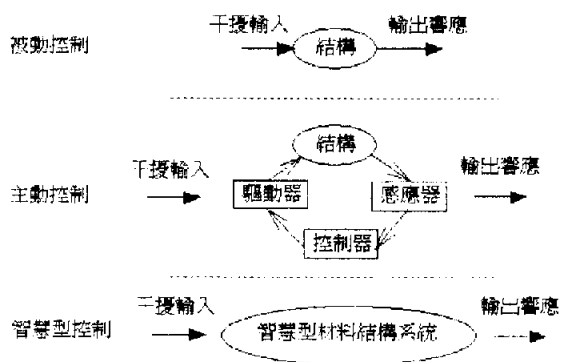 干擾輸入 輸出響應
被動控制 結構
結構
干擾輸入 輸出響應
主動控制 驅動器 感應器
控制器
干擾輸入 輸出響應
智慧型控制 智慧型材料結構系統